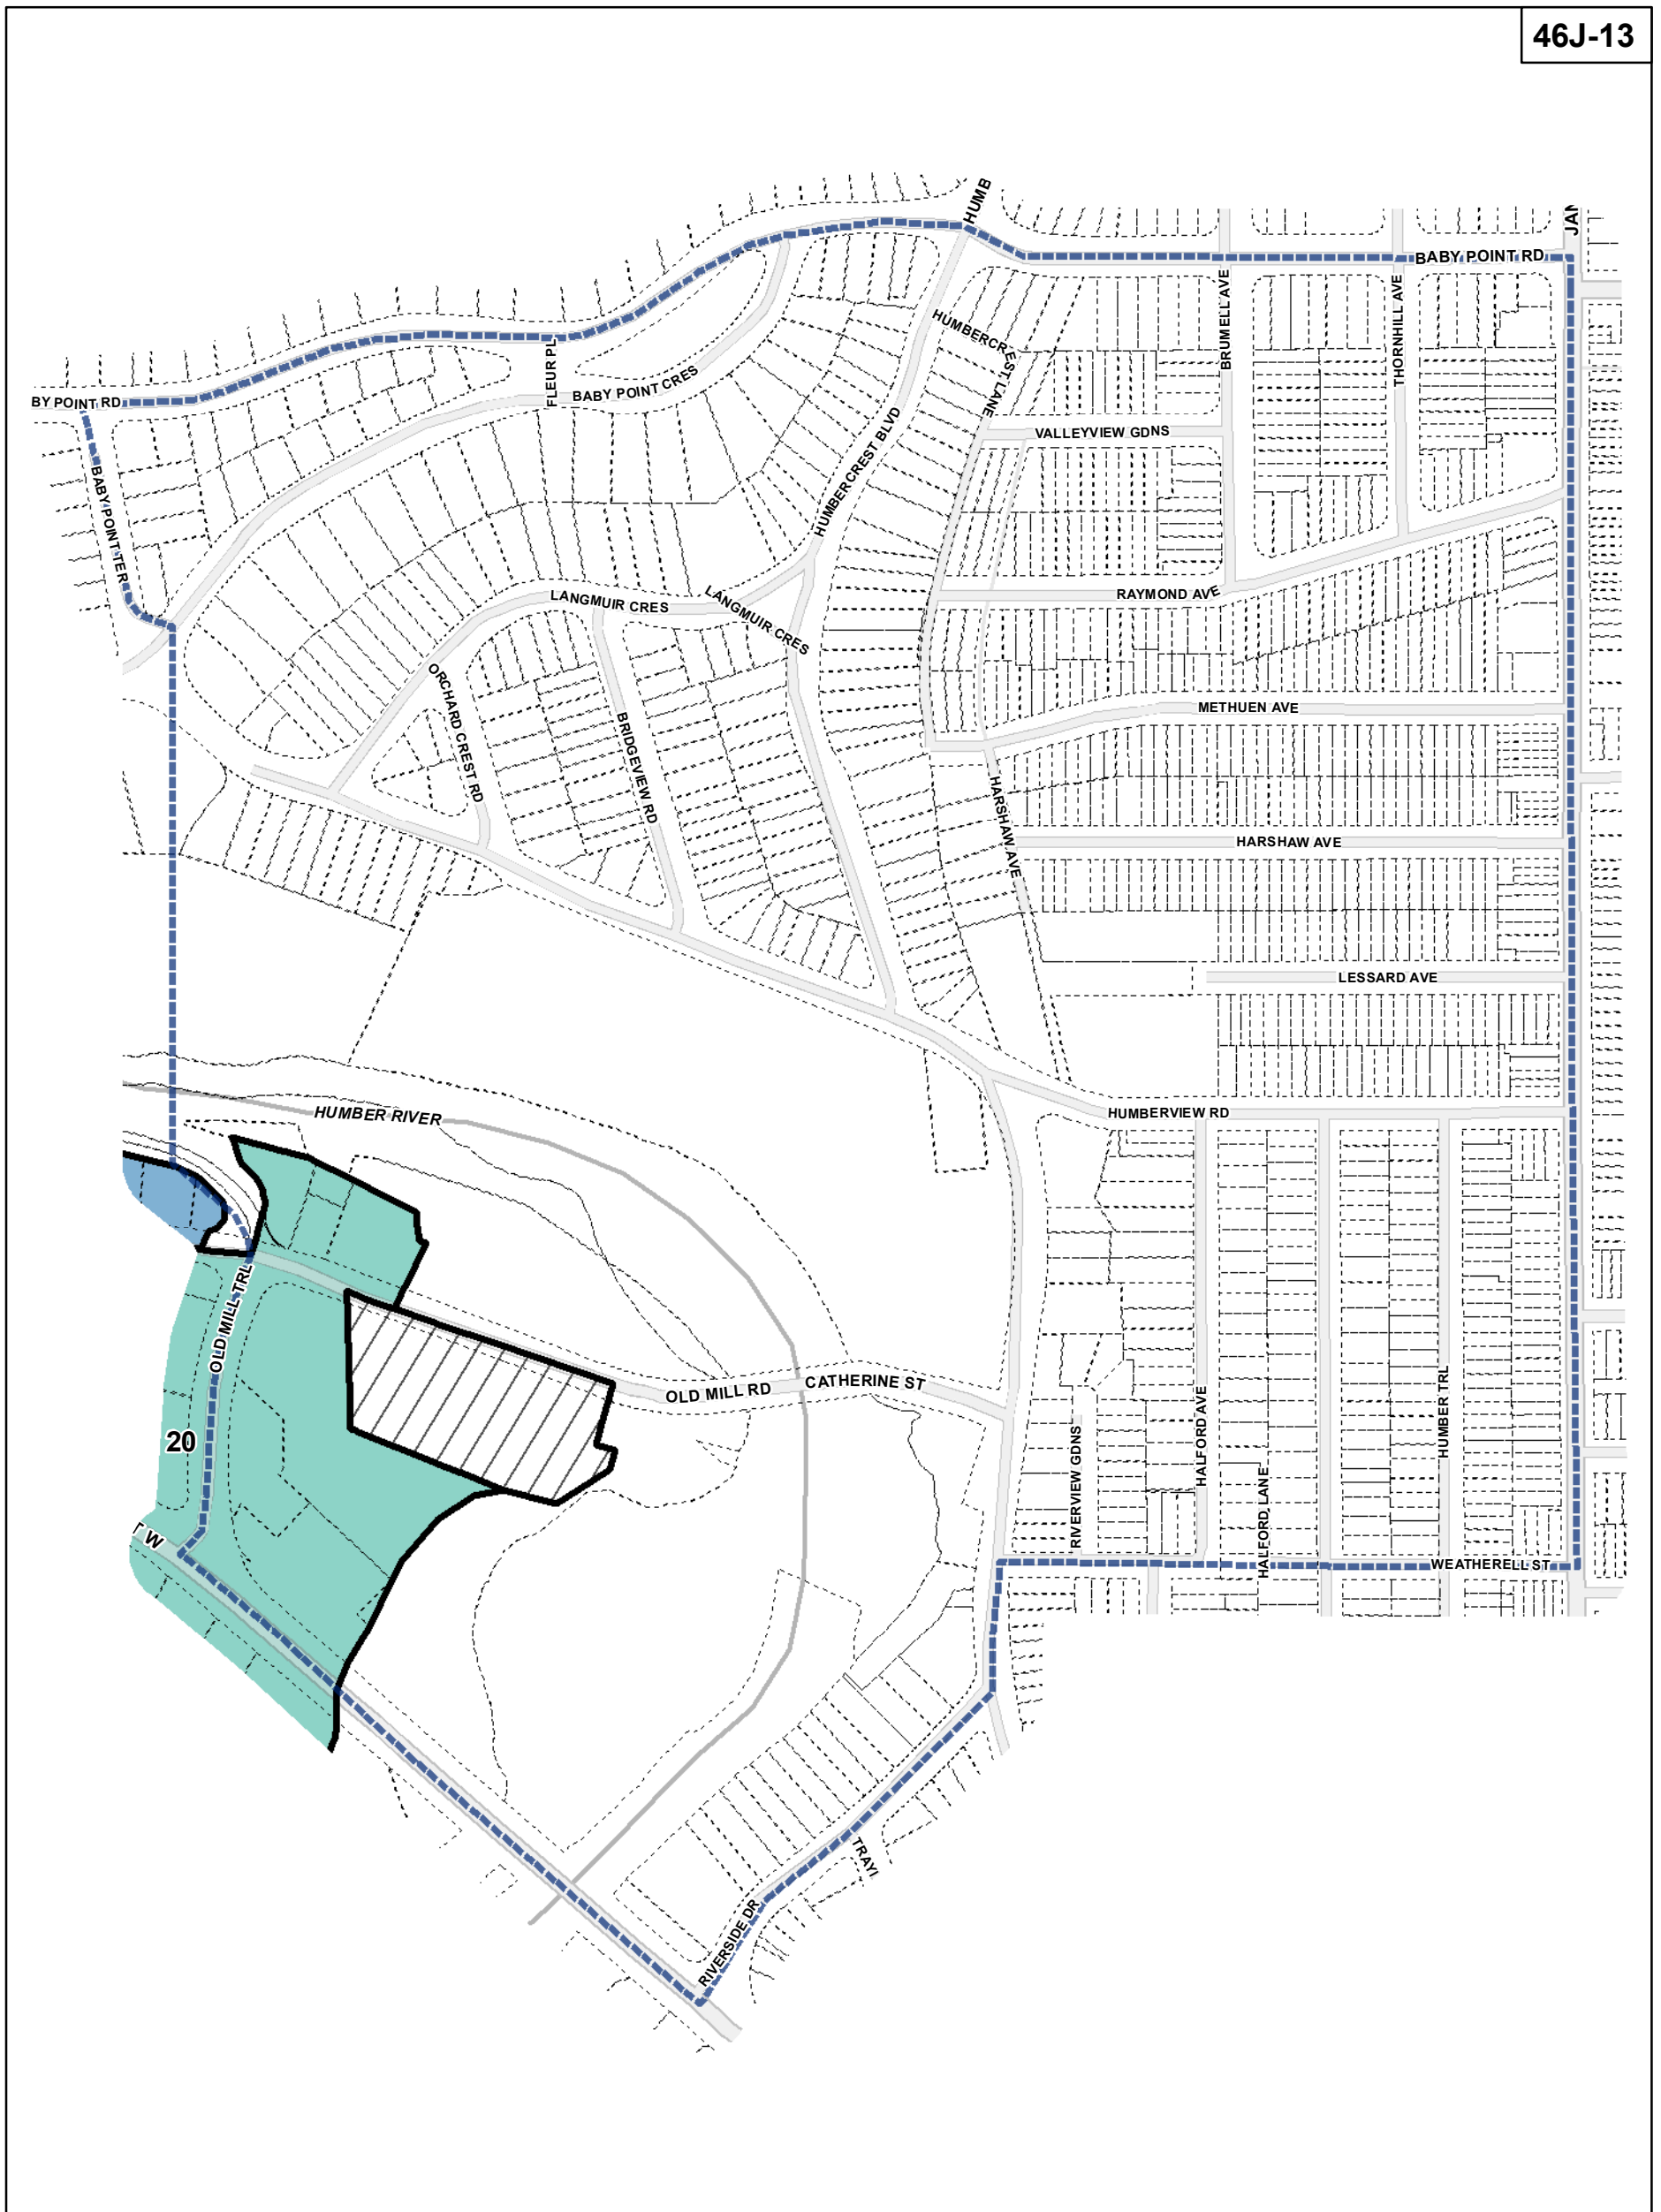 46J-13
HUMB
JAN
BABY POINT RD
BRUMELL AVE
THORNHILL AVE
HUMBERCREST LANE
FLEUR PL
BABY POINT CRES
BY POINT RD
HUMBERCREST BLVD
VALLEYVIEW GDNS
BABY POINT TER
LANGMUIR CRES
LANGMUIR CRES
RAYMOND AVE
ORCHARD CREST RD
BRIDGEVIEW RD
METHUEN AVE
HARSHAW AVE
HARSHAW AVE
LESSARD AVE
HUMBER RIVER
HUMBERVIEW RD
OLD MILL TRL
OLD MILL RD
CATHERINE ST
20
HALFORD AVE
HUMBER TRL
RIVERVIEW GDNS
HALFORD LANE
T W
WEATHERELL ST
TRAYI
RIVERSIDE DR